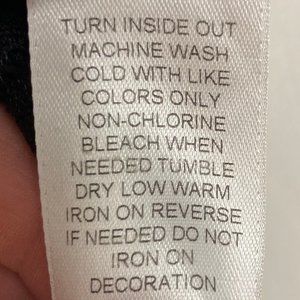 TURN INSIDE OUT
MACHINE WASH
COLD WITH LIKE
COLORS ONLY
NON-CHLORINE
BLEACH WHEN
NEEDED TUMBLE
DRY LOW WARM
IRON ON REVERSE
IF NEEDED DO NOT
IRON ON
DECORATION